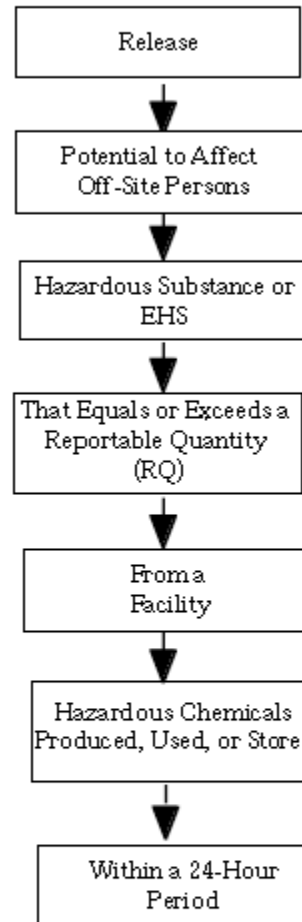 Release
Potential to Affect
Off-Site Persons
Hazardous Substance or
EHS
That Equals or Exceeds a
Reportable Quantity
(RQ)
From a
Facility
Hazardous Chemicals
Produced, Used, or Store
Within a 24-Hour
Period